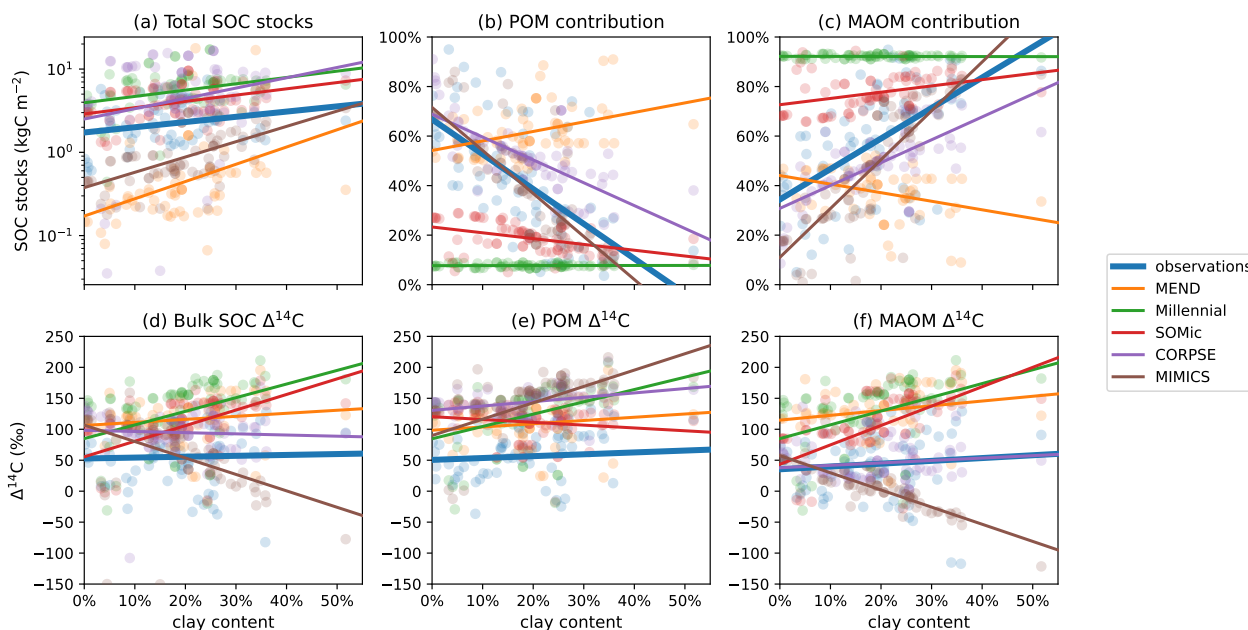 (a) Total SOC stocks
(b) POM contribution
(c) MAOM contribution
SOC stocks (kgC m⁻²)
10¹
10⁰
10⁻¹
100%
80%
60%
40%
20%
0%
100%
80%
60%
40%
20%
0%
observations
MEND
Millennial
SOMic
CORPSE
MIMICS
(d) Bulk SOC Δ¹⁴C
(e) POM Δ¹⁴C
(f) MAOM Δ¹⁴C
Δ¹⁴C (‰)
250
200
150
100
50
0
−50
−100
−150
250
200
150
100
50
0
−50
−100
−150
250
200
150
100
50
0
−50
−100
−150
0% 10% 20% 30% 40% 50%
0% 10% 20% 30% 40% 50%
0% 10% 20% 30% 40% 50%
clay content
clay content
clay content